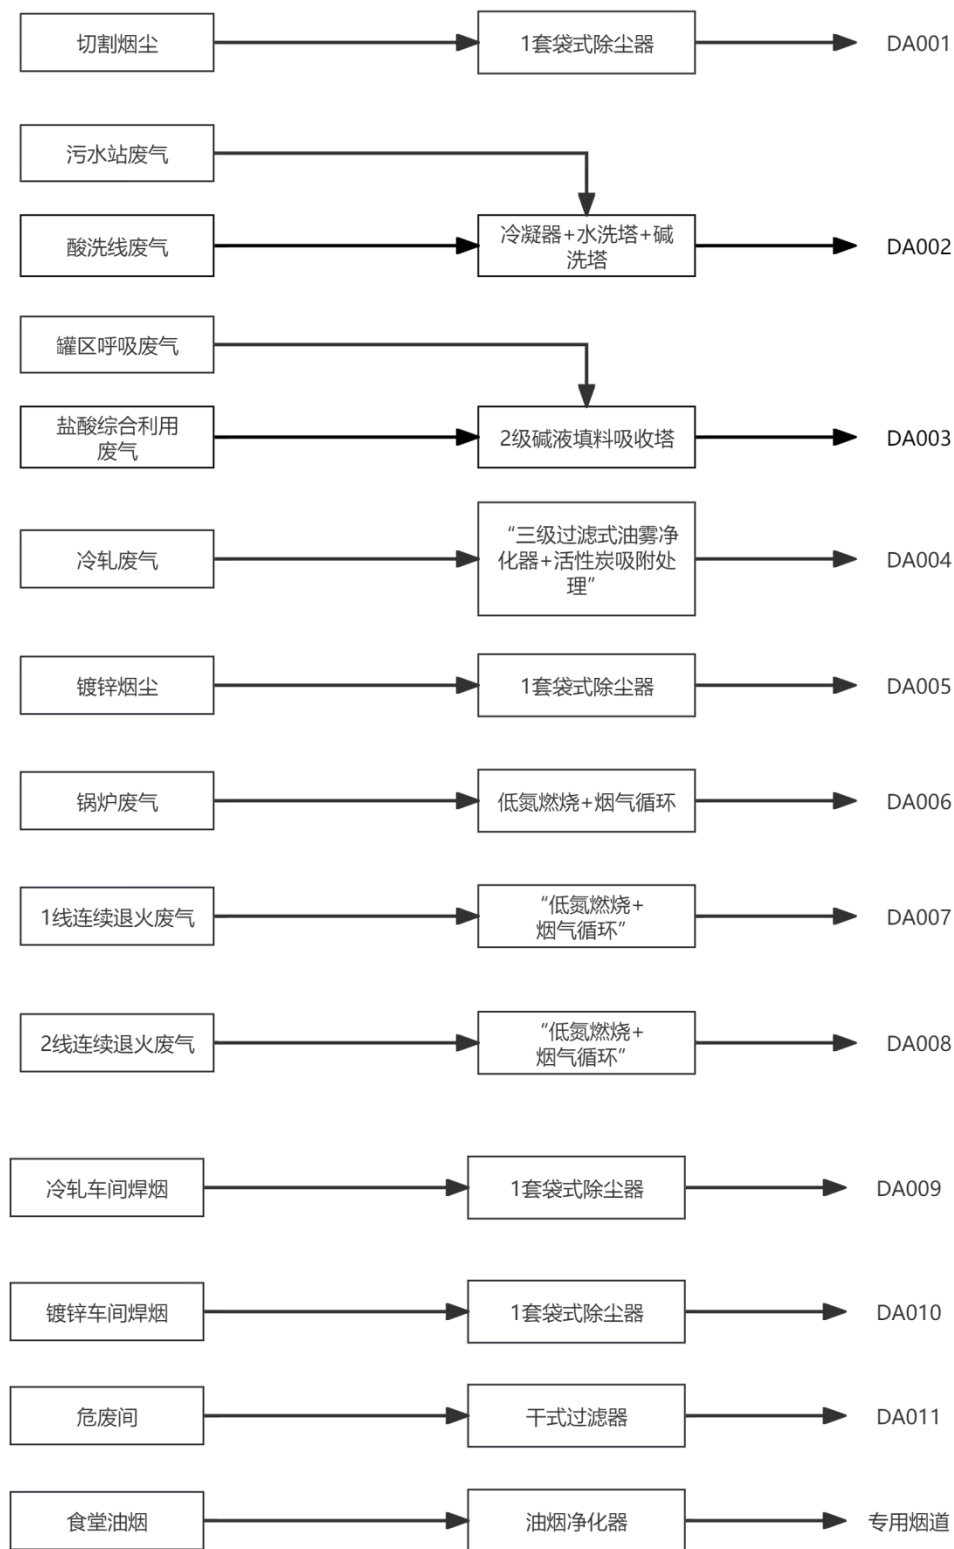 切割烟尘
1套袋式除尘器
DA001
污水站废气
酸洗线废气
冷凝器+水洗塔+碱
洗塔
DA002
罐区呼吸废气
盐酸综合利用
废气
2级碱液填料吸收塔
DA003
冷轧废气
“三级过滤式油雾净
化器+活性炭吸附处
理”
DA004
镀锌烟尘
1套袋式除尘器
DA005
锅炉废气
低氮燃烧+烟气循环
DA006
1线连续退火废气
“低氮燃烧+
烟气循环”
DA007
2线连续退火废气
“低氮燃烧+
烟气循环”
DA008
冷轧车间焊烟
1套袋式除尘器
DA009
镀锌车间焊烟
1套袋式除尘器
DA010
危废间
干式过滤器
DA011
食堂油烟
油烟净化器
专用烟道